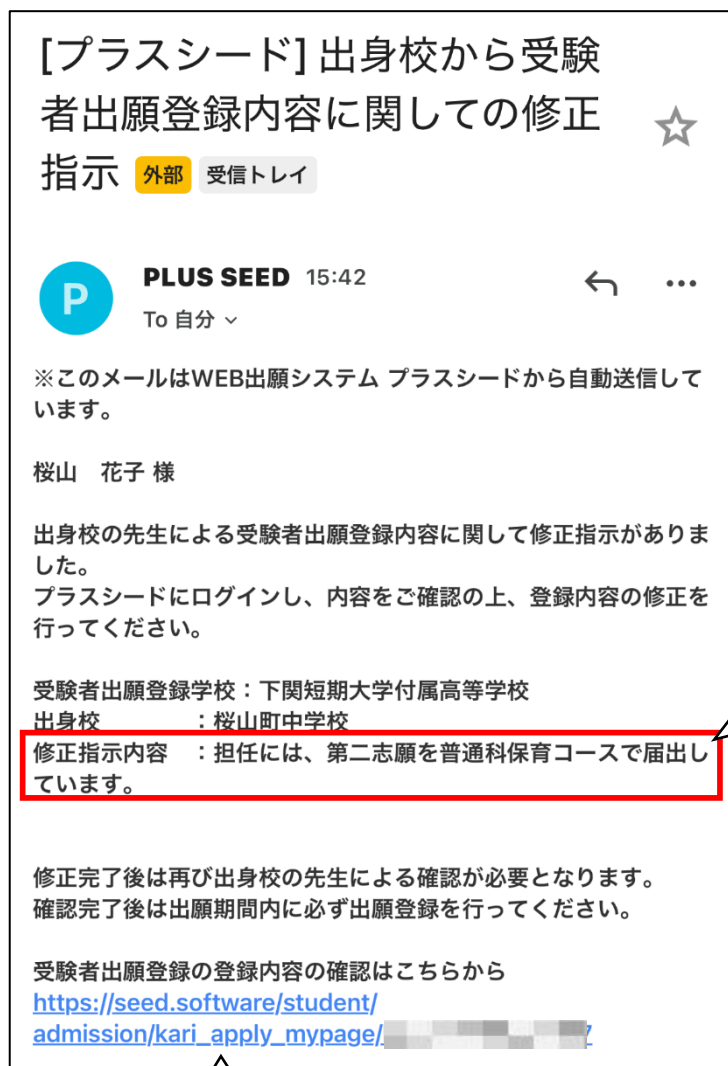 [プラスシード] 出身校から受験
者出願登録内容に関しての修正
指示 外部 受信トレイ
P
PLUS SEED 15:42
To 自分
※このメールはWEB出願システム プラスシードから自動送信して
います。
桜山 花子 様
出身校の先生による受験者出願登録内容に関して修正指示がありま
した。
プラスシードにログインし、内容をご確認の上、登録内容の修正を
行ってください。
受験者出願登録学校：下関短期大学付属高等学校
出身校 ：桜山町中学校
修正指示内容 ：担任には、第二志願を普通科保育コースで届出し
ています。
修正完了後は再び出身校の先生による確認が必要となります。
確認完了後は出願期間内に必ず出願登録を行ってください。
受験者出願登録の登録内容の確認はこちらから
https://seed.software/student/
admission/kari_apply_mypage/